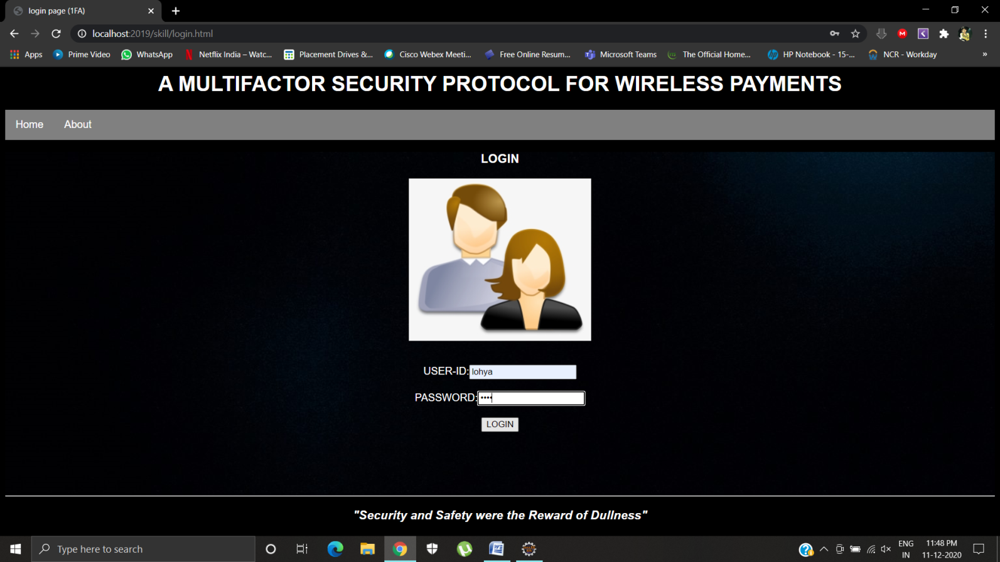 login page (1FA)
localhost:2019/skill/login.html
Apps
Prime Video
WhatsApp
Netflix India – Watc...
Placement Drives &...
Cisco Webex Meeti...
Free Online Resum...
Microsoft Teams
The Official Home...
HP Notebook - 15-...
NCR - Workday
»
A MULTIFACTOR SECURITY PROTOCOL FOR WIRELESS PAYMENTS
Home About
LOGIN
USER-ID: lohya
PASSWORD: ••••
LOGIN
"Security and Safety were the Reward of Dullness"
Type here to search
ENG
IN
11:48 PM
11-12-2020